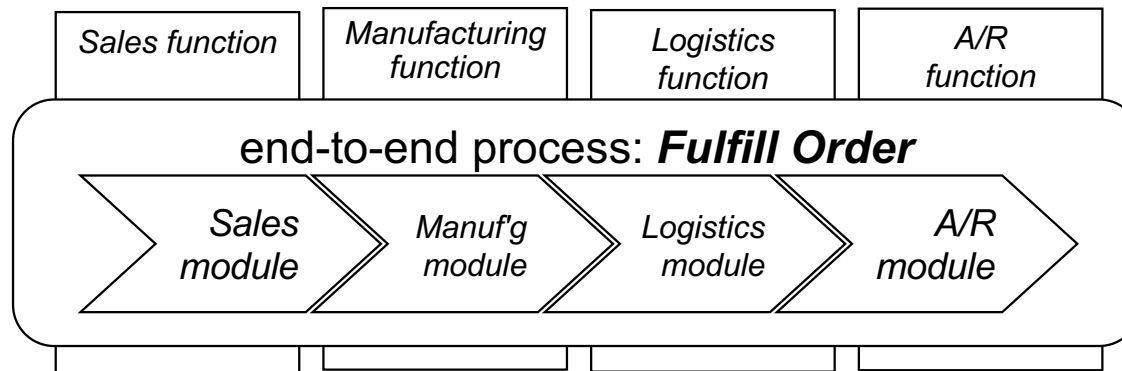 Sales function
Manufacturing
function
Logistics
function
A/R
function
end-to-end process: Fulfill Order
Sales
module
Manuf'g
module
Logistics
module
A/R
module